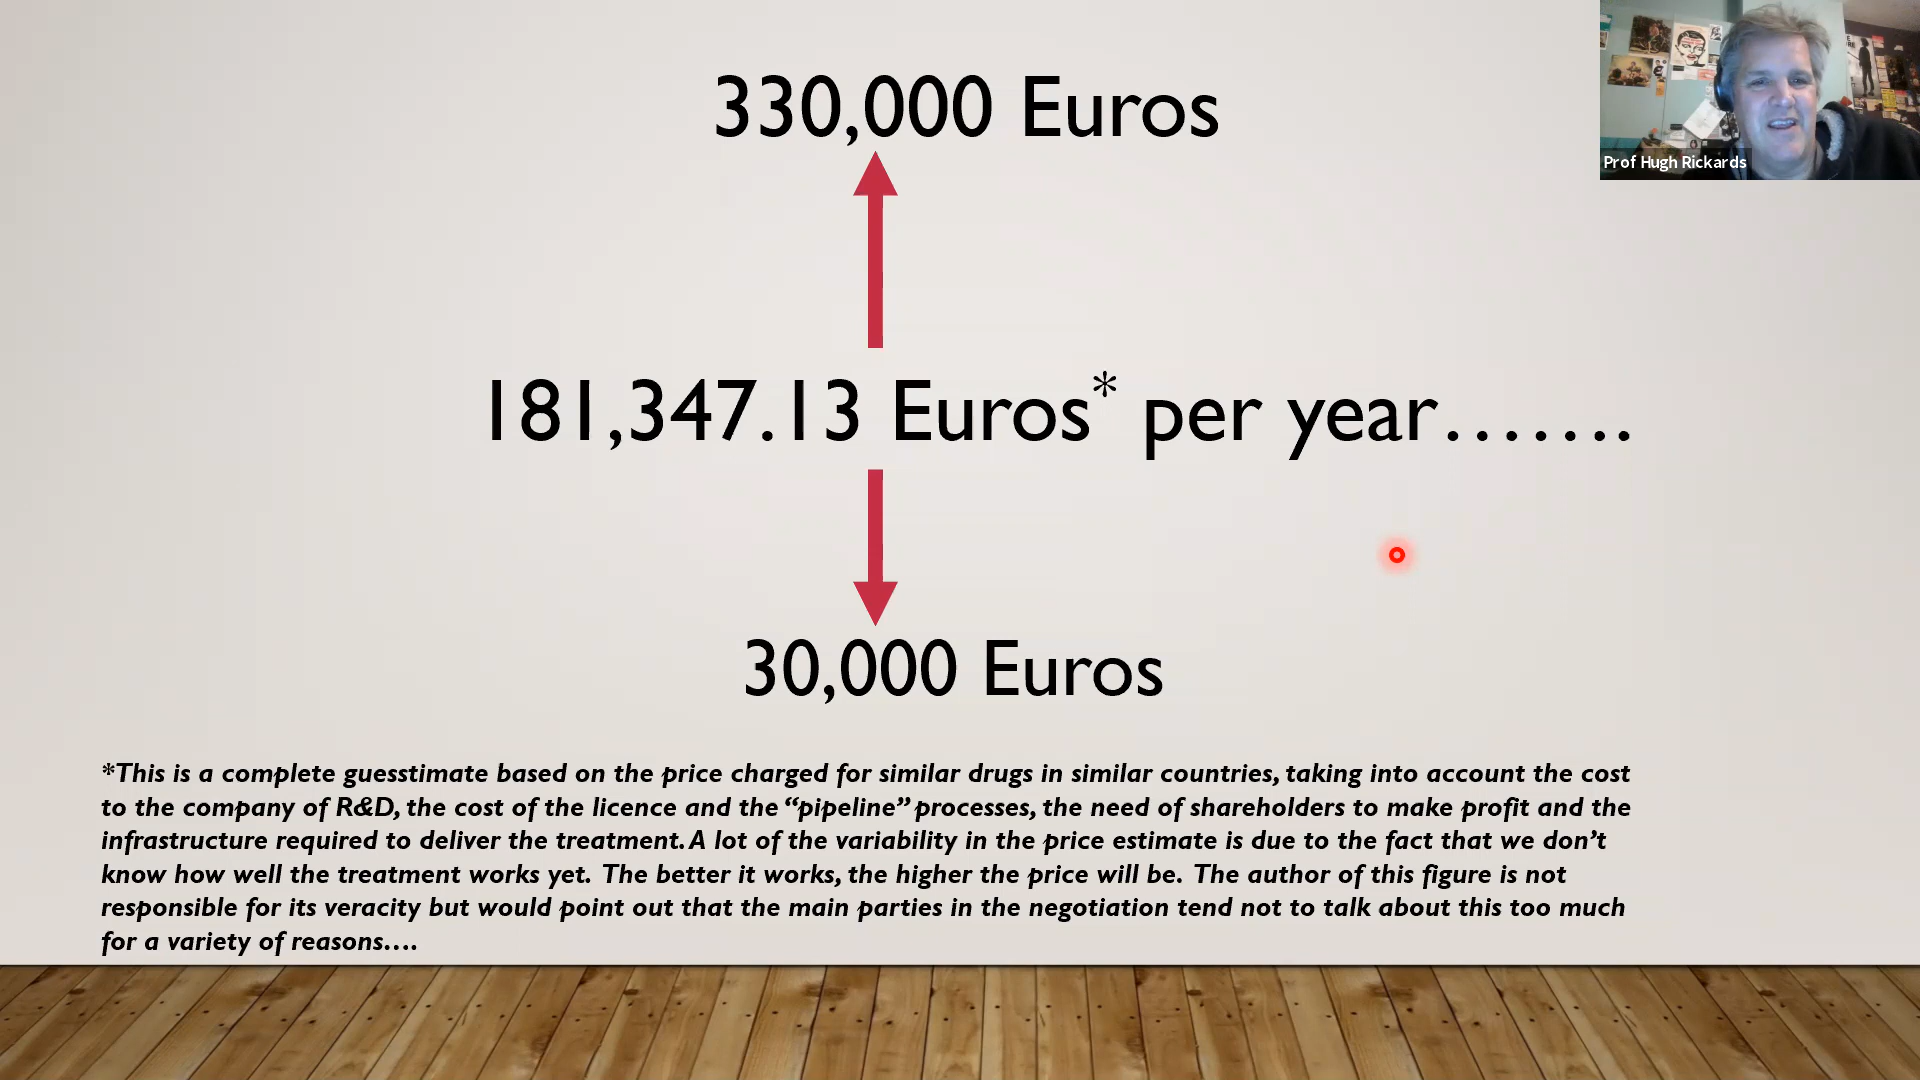 330,000 Euros
Prof Hugh Rickards
181,347.13 Euros* per year…….
30,000 Euros
*This is a complete guesstimate based on the price charged for similar drugs in similar countries, taking into account the cost
to the company of R&D, the cost of the licence and the “pipeline” processes, the need of shareholders to make profit and the
infrastructure required to deliver the treatment. A lot of the variability in the price estimate is due to the fact that we don’t
know how well the treatment works yet. The better it works, the higher the price will be. The author of this figure is not
responsible for its veracity but would point out that the main parties in the negotiation tend not to talk about this too much
for a variety of reasons….